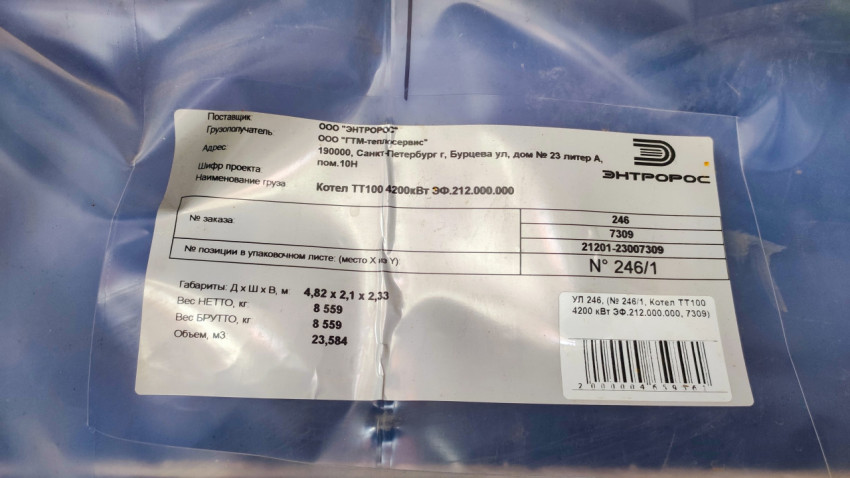 Поставщик ООО "ЭНТРОРОС"
Грузополучатель ООО "ГТМ-теплосервис"
Адрес 190000, Санкт-Петербург г, Бурцева ул, дом № 23 литер А,
пом.10Н
Шифр проекта:
Наименование груза Котел ТТ100 4200кВт ЭФ.212.000.000
ЭНТРОРОС
№ заказа: 246
7309
21201-23007309
№ позиции в упаковочном листе: (место X из Y) N° 246/1
Габариты: Д х Ш х В, м 4,82 x 2,1 x 2,33
Вес НЕТТО, кг: 8 559
Вес БРУТТО, кг: 8 559
Объем, м3 23,584
УЛ 246, (№ 246/1, Котел ТТ100
4200 кВт ЭФ.212.000.000, 7309)